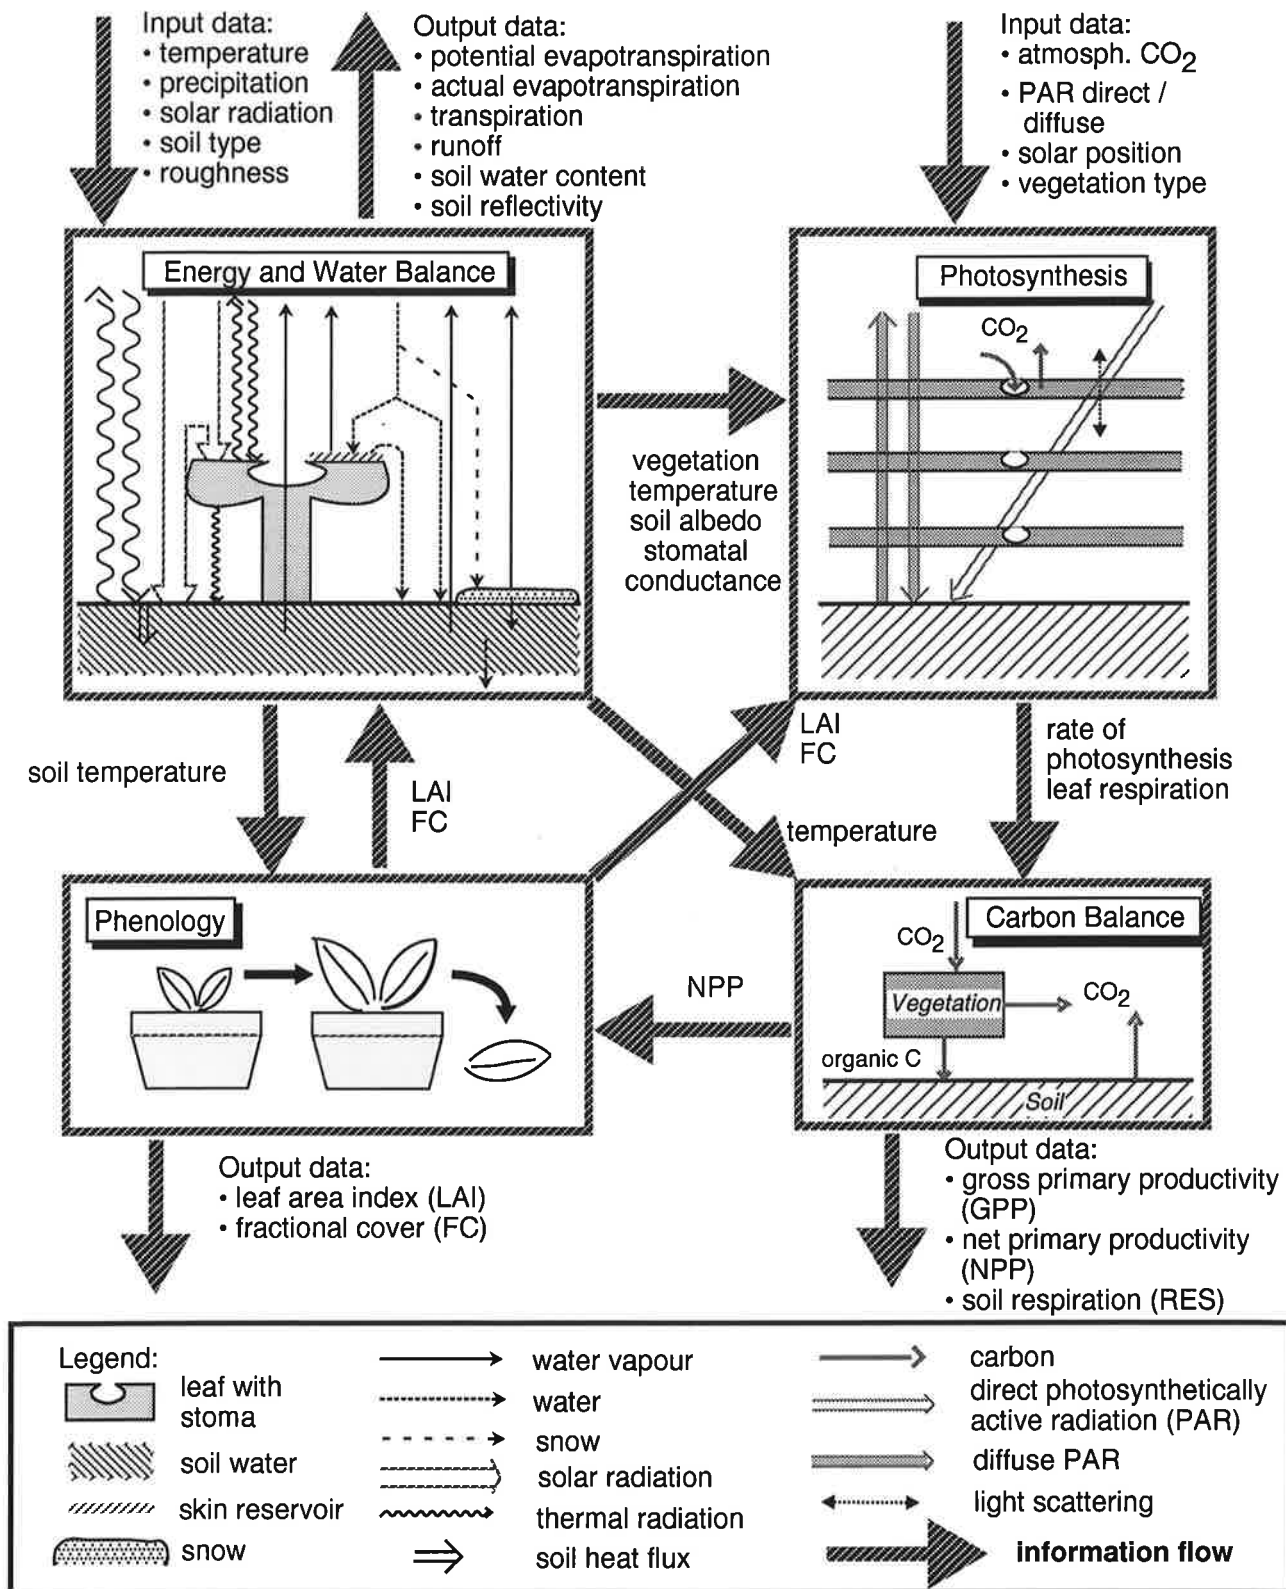 Input data:
• temperature
• precipitation
• solar radiation
• soil type
• roughness
Output data:
• potential evapotranspiration
• actual evapotranspiration
• transpiration
• runoff
• soil water content
• soil reflectivity
Input data:
• atmosph. CO2
• PAR direct /
diffuse
• solar position
• vegetation type
Energy and Water Balance
Photosynthesis
CO2
vegetation
temperature
soil albedo
stomatal
conductance
soil temperature
LAI
FC
LAI
FC
temperature
rate of
photosynthesis
leaf respiration
Phenology
NPP
Carbon Balance
CO2
Vegetation
CO2
organic C
Soil
Output data:
• leaf area index (LAI)
• fractional cover (FC)
Output data:
• gross primary productivity
(GPP)
• net primary productivity
(NPP)
• soil respiration (RES)
Legend:
leaf with
stoma
soil water
skin reservoir
snow
water vapour
water
snow
solar radiation
thermal radiation
soil heat flux
carbon
direct photosynthetically
active radiation (PAR)
diffuse PAR
light scattering
information flow